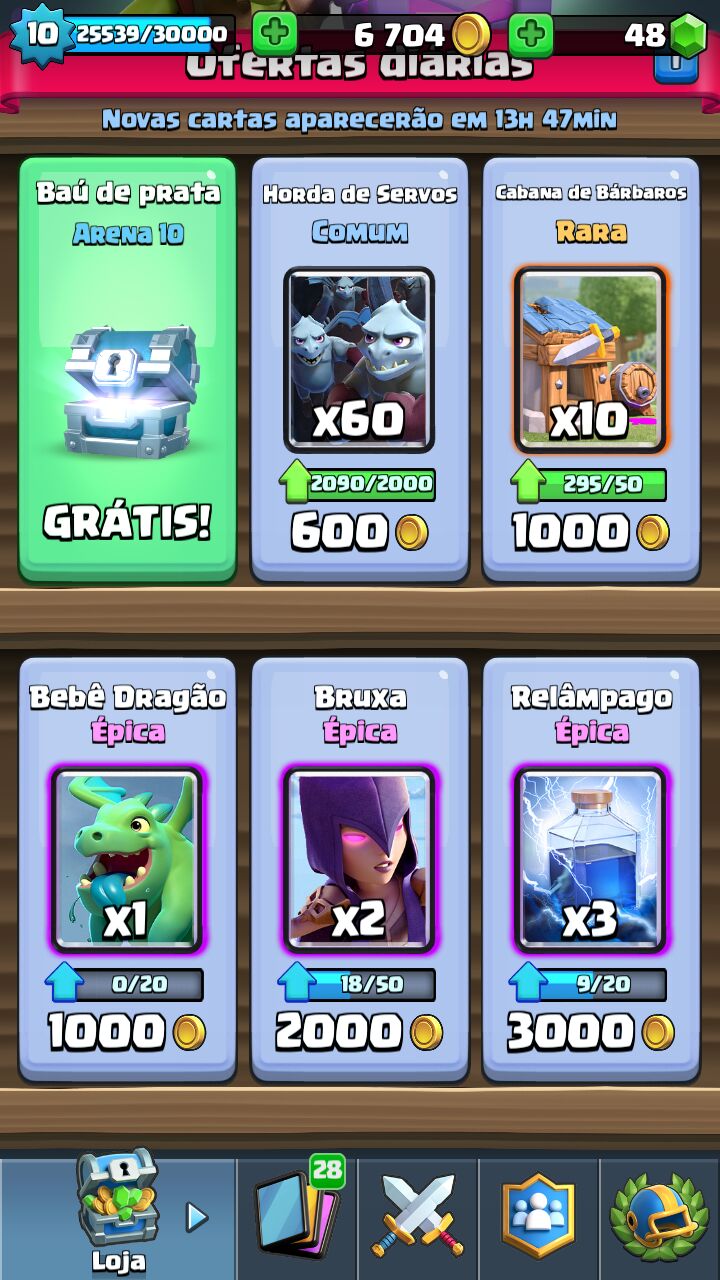 10 25539/30000 6 704 48
Ofertas diárias
Novas cartas aparecerão em 13h 47min
Baú de prata
Arena 10
GRÁTIS!
Horda de Servos
Comum
x60
2090/2000
600
Cabana de Bárbaros
Rara
x10
295/50
1000
Bebê Dragão
Épica
x1
0/20
1000
Bruxa
Épica
x2
18/50
2000
Relâmpago
Épica
x3
9/20
3000
28
Loja